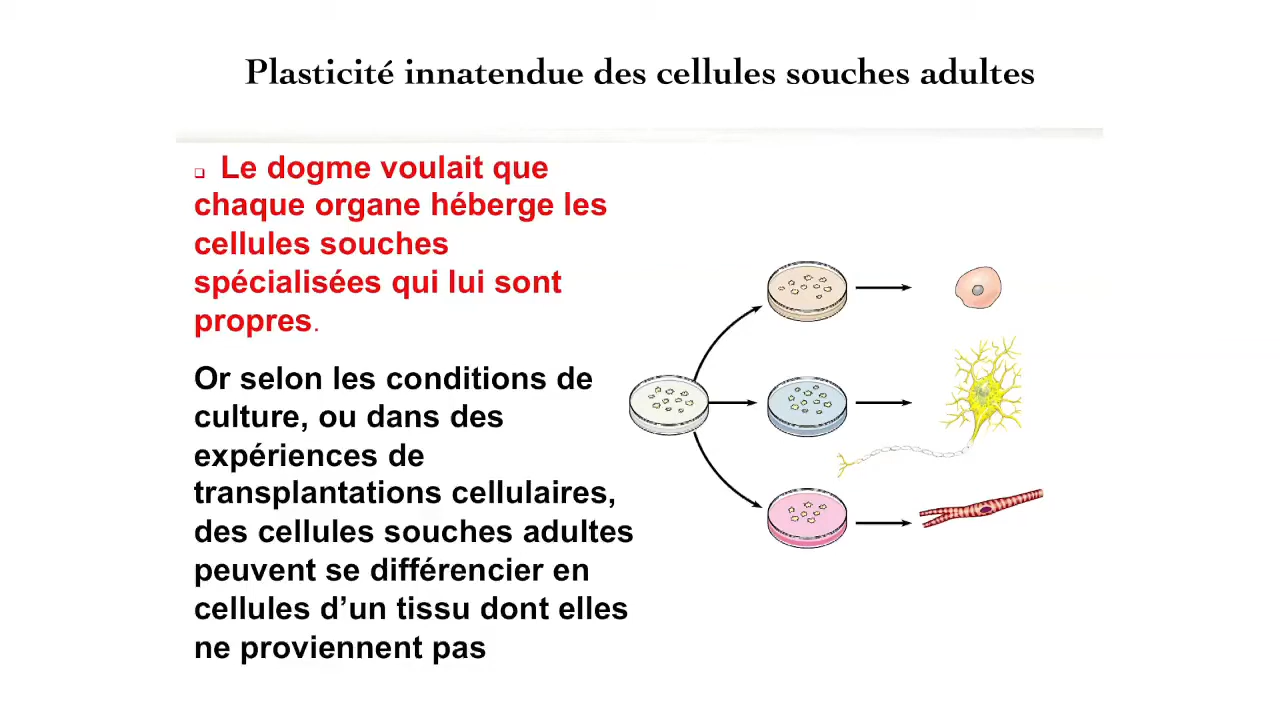 Plasticité innatendue des cellules souches adultes
❑ Le dogme voulait que
chaque organe héberge les
cellules souches
spécialisées qui lui sont
propres.
Or selon les conditions de
culture, ou dans des
expériences de
transplantations cellulaires,
des cellules souches adultes
peuvent se différencier en
cellules d’un tissu dont elles
ne proviennent pas